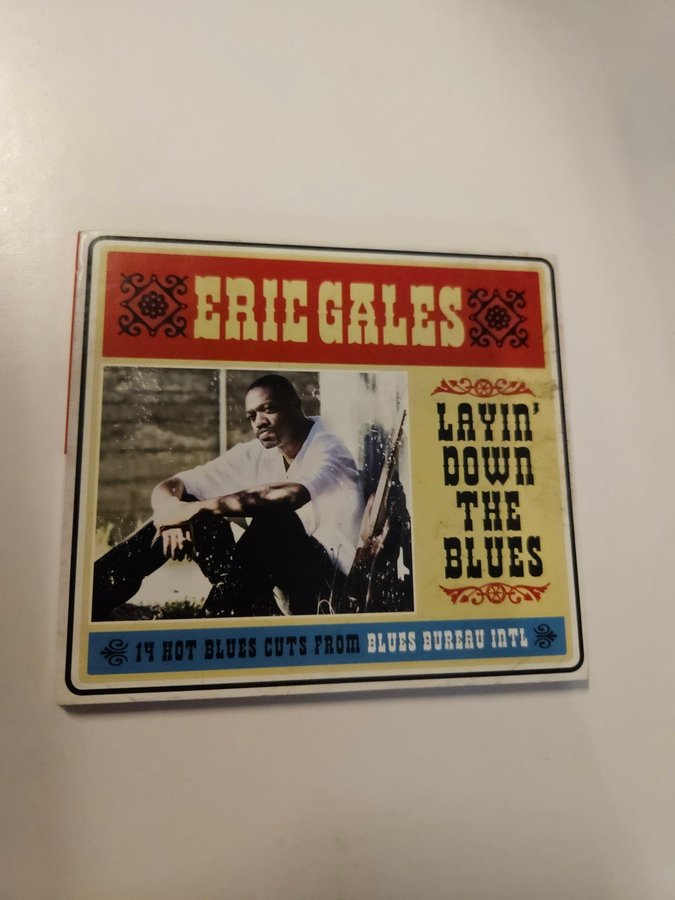 ERIC GALES
LAYIN'
DOWN
THE
BLUES
14 HOT BLUES CUTS FROM BLUES BUREAU INTL